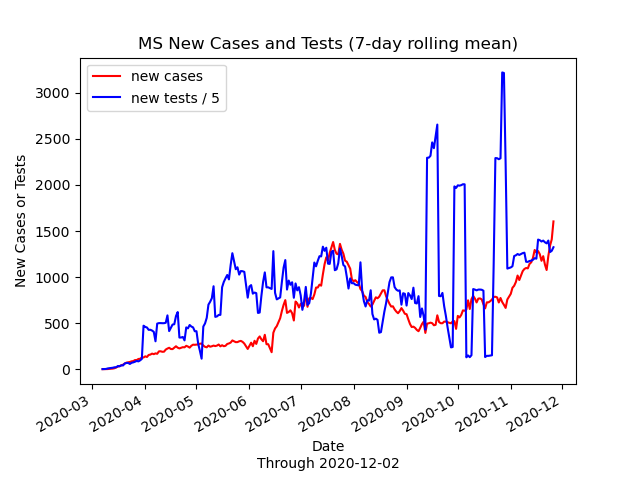 MS New Cases and Tests (7-day rolling mean)
new cases
new tests / 5
New Cases or Tests
3000
2500
2000
1500
1000
500
0
2020-03
2020-04
2020-05
2020-06
2020-07
2020-08
2020-09
2020-10
2020-11
2020-12
Date
Through 2020-12-02